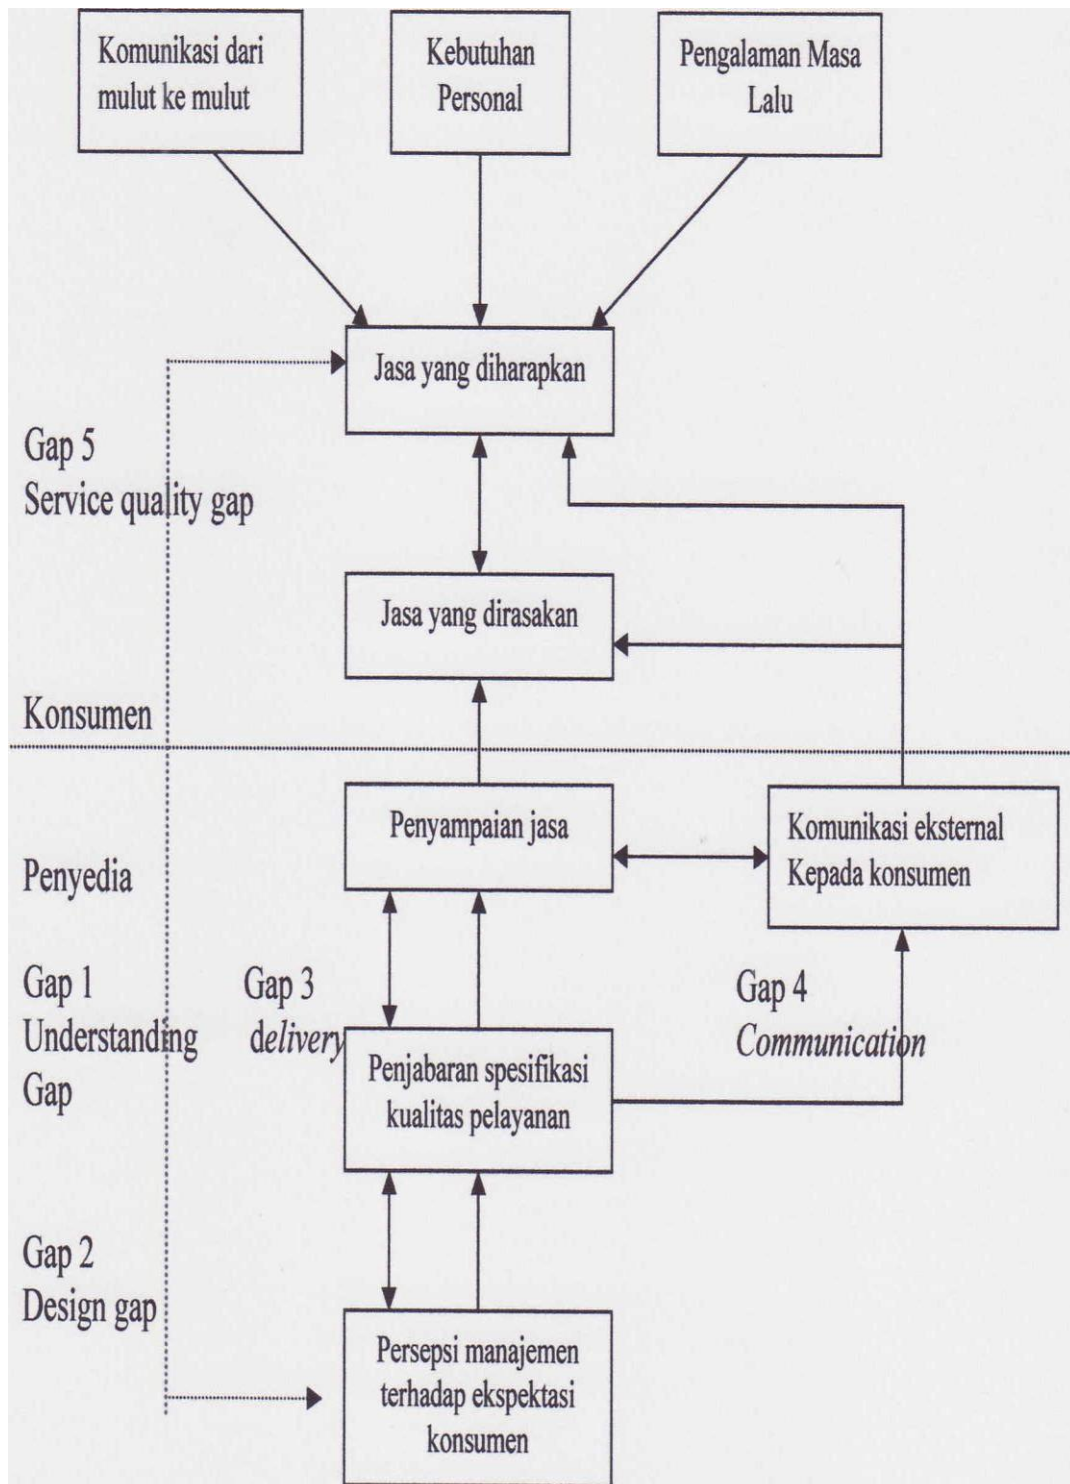 Komunikasi dari
mulut ke mulut
Kebutuhan
Personal
Pengalaman Masa
Lalu
Jasa yang diharapkan
Gap 5
Service quality gap
Jasa yang dirasakan
Konsumen
Penyampaian jasa
Komunikasi eksternal
Kepada konsumen
Penyedia
Gap 1
Understanding
Gap
Gap 3
delivery
Gap 4
Communication
Penjabaran spesifikasi
kualitas pelayanan
Gap 2
Design gap
Persepsi manajemen
terhadap ekspektasi
konsumen